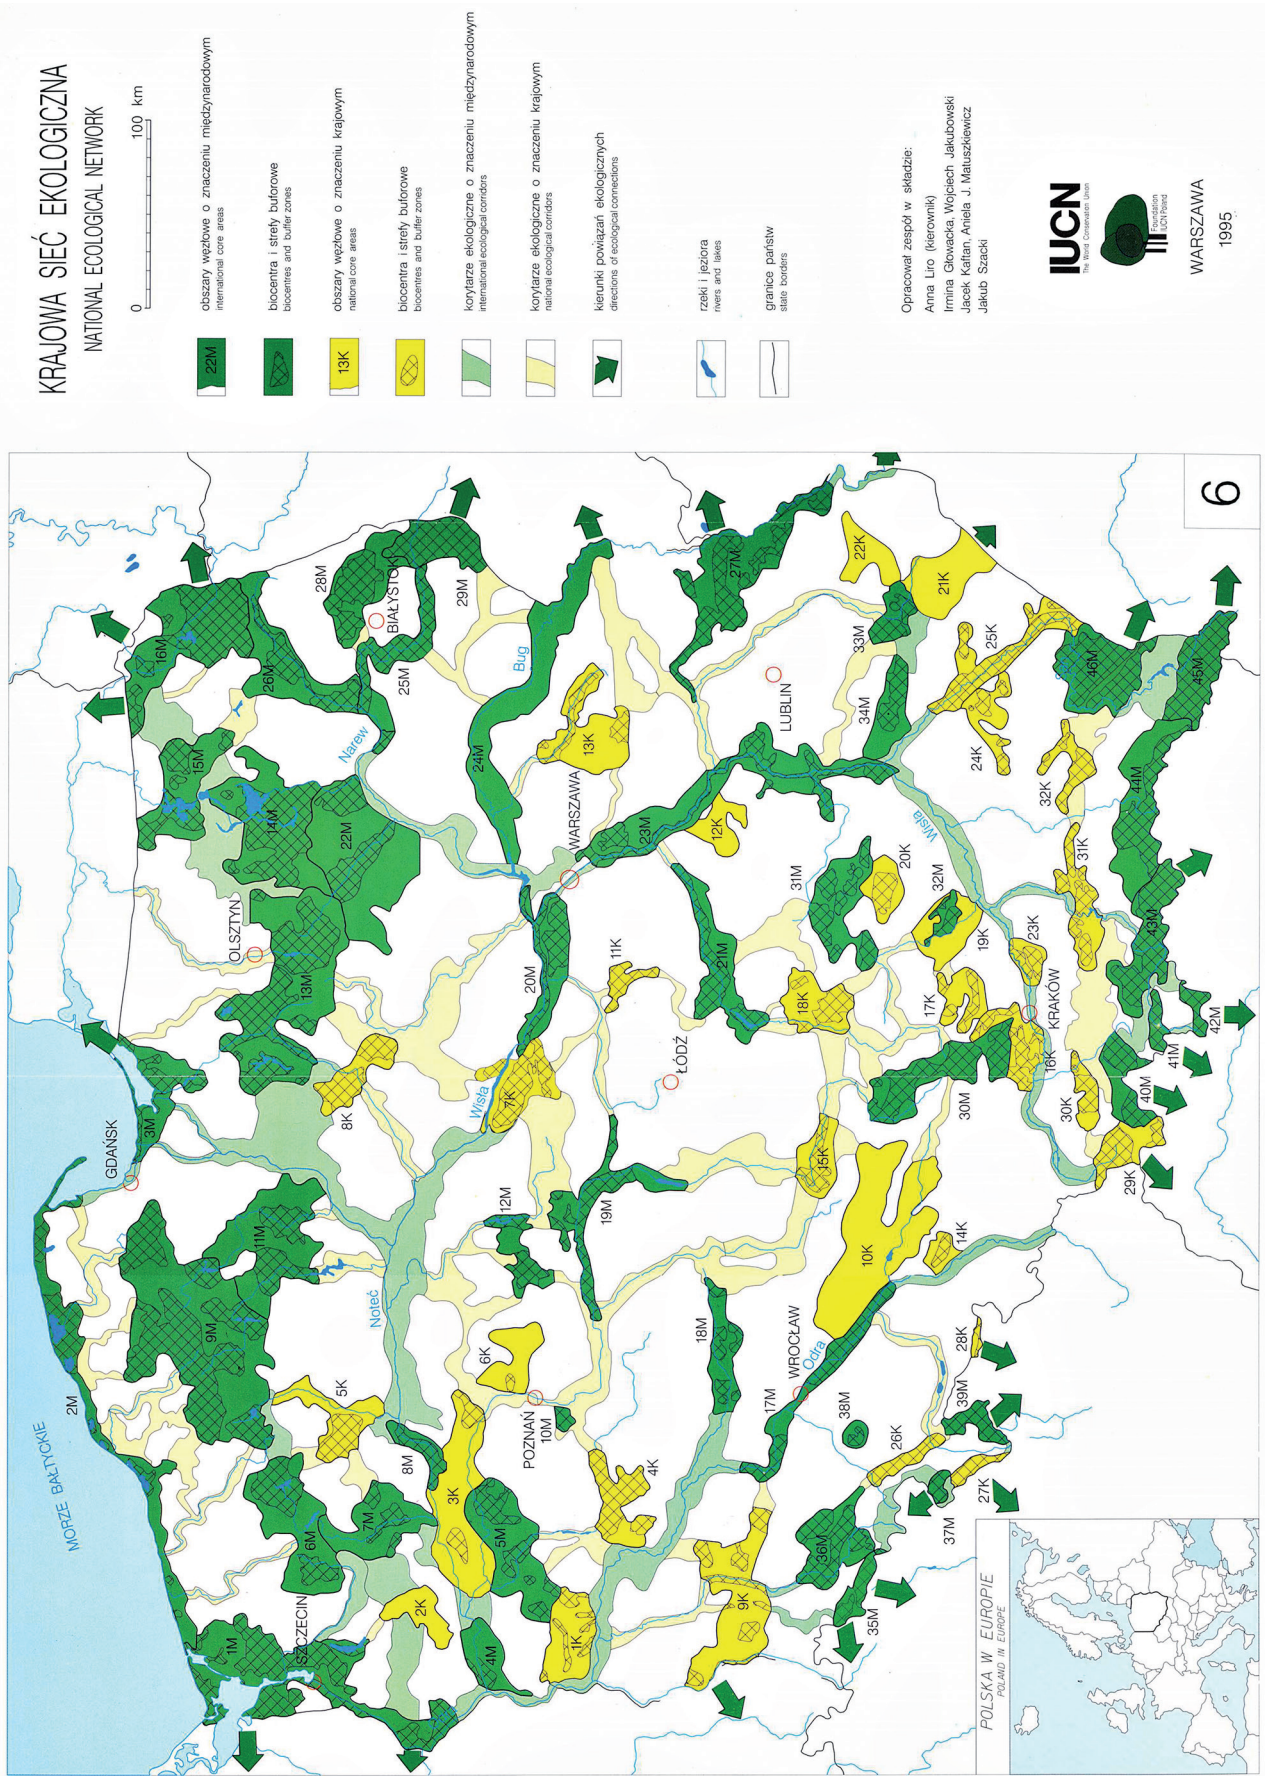 KRAJOWA SIEĆ EKOLOGICZNA
NATIONAL ECOLOGICAL NETWORK
0 100 km
22M
obszary węzłowe o znaczeniu międzynarodowym
international core areas
biocentra i strefy buforowe
biocentres and buffer zones
13K
obszary węzłowe o znaczeniu krajowym
national core areas
biocentra i strefy buforowe
biocentres and buffer zones
korytarze ekologiczne o znaczeniu międzynarodowym
international ecological corridors
korytarze ekologiczne o znaczeniu krajowym
national ecological corridors
kierunki powiązań ekologicznych
directions of ecological connections
rzeki i jeziora
rivers and lakes
granice państw
state borders
Opracował zespół w składzie:
Anna Liro (kierownik)
Irmina Głowacka, Wojciech Jakubowski
Jacek Kaftan, Aniela J. Matuszkiewicz
Jakub Szacki
IUCN
The World Conservation Union
Foundation
IUCN Poland
WARSZAWA
1995
MORZE BAŁTYCKIE
2M
GDAŃSK
3M
16M
28M
1M
SZCZECIN
6M
7M
5K
9M
11M
13M
OLSZTYN
14M
15M
26M
BIAŁYSTOK
25M
29M
2K
8M
Noteć
8K
22M
Narew
4M
3K
5M
6K
12M
Wisła
7K
20M
24M
Bug
1K
4K
POZNAŃ
10M
19M
11K
WARSZAWA
23M
13K
ŁÓDŹ
9K
17M
18M
21M
12K
27M
WROCŁAW
Odra
15K
18K
31M
LUBLIN
36M
38M
10K
30M
17K
20K
32M
34M
33M
22K
35M
26K
14K
19K
Wisła
21K
37M
27K
39M
28K
16K
KRAKÓW
23K
24K
25K
29K
30K
40M
31K
32K
46M
41M
42M
43M
44M
45M
6
POLSKA W EUROPIE
POLAND IN EUROPE